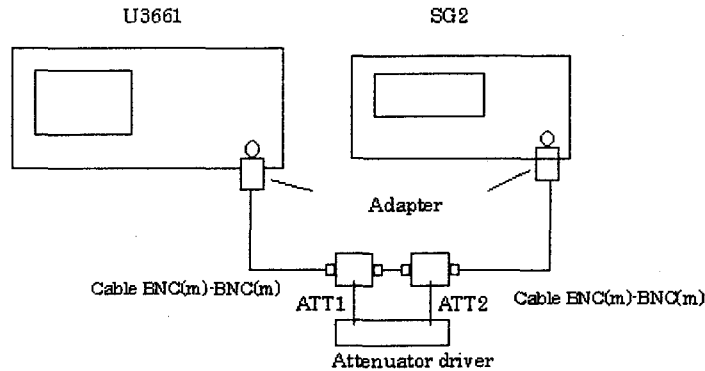 U3661
SG2
Adapter
Cable BNC(m)-BNC(m)
ATT1
ATT2
Cable BNC(m)-BNC(m)
Attenuator driver